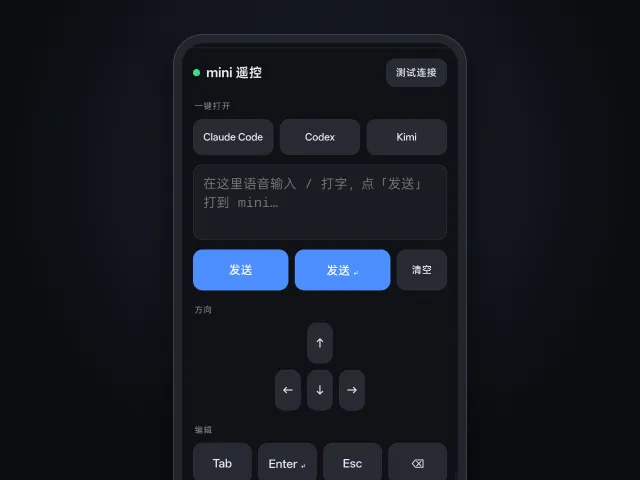 mini 遥控
测试连接
一键打开
Claude Code
Codex
Kimi
在这里语音输入 / 打字，点「发送」
打到 mini…
发送
发送 ↵
清空
方向
↑
← ↓ →
编辑
Tab
Enter ↵
Esc
⌫